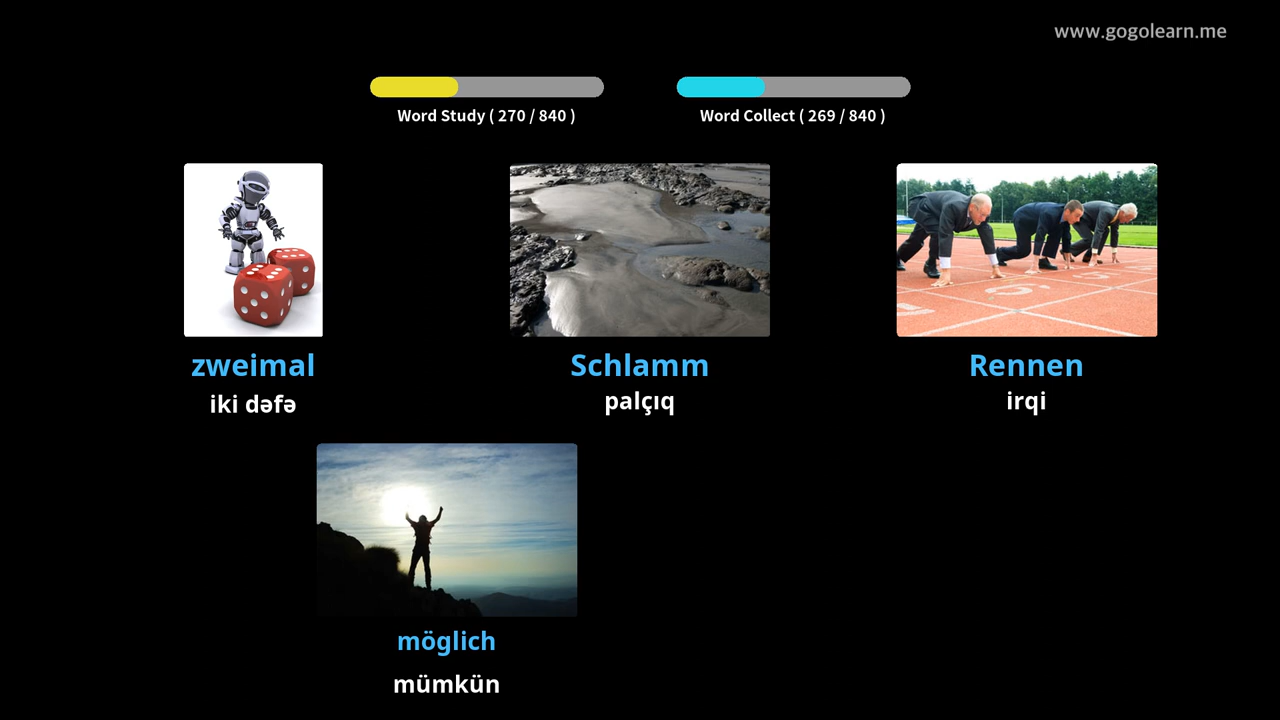 www.gogolearn.me
Word Study ( 270 / 840 )
Word Collect ( 269 / 840 )
zweimal
iki dəfə
Schlamm
palçıq
Rennen
irqi
möglich
mümkün